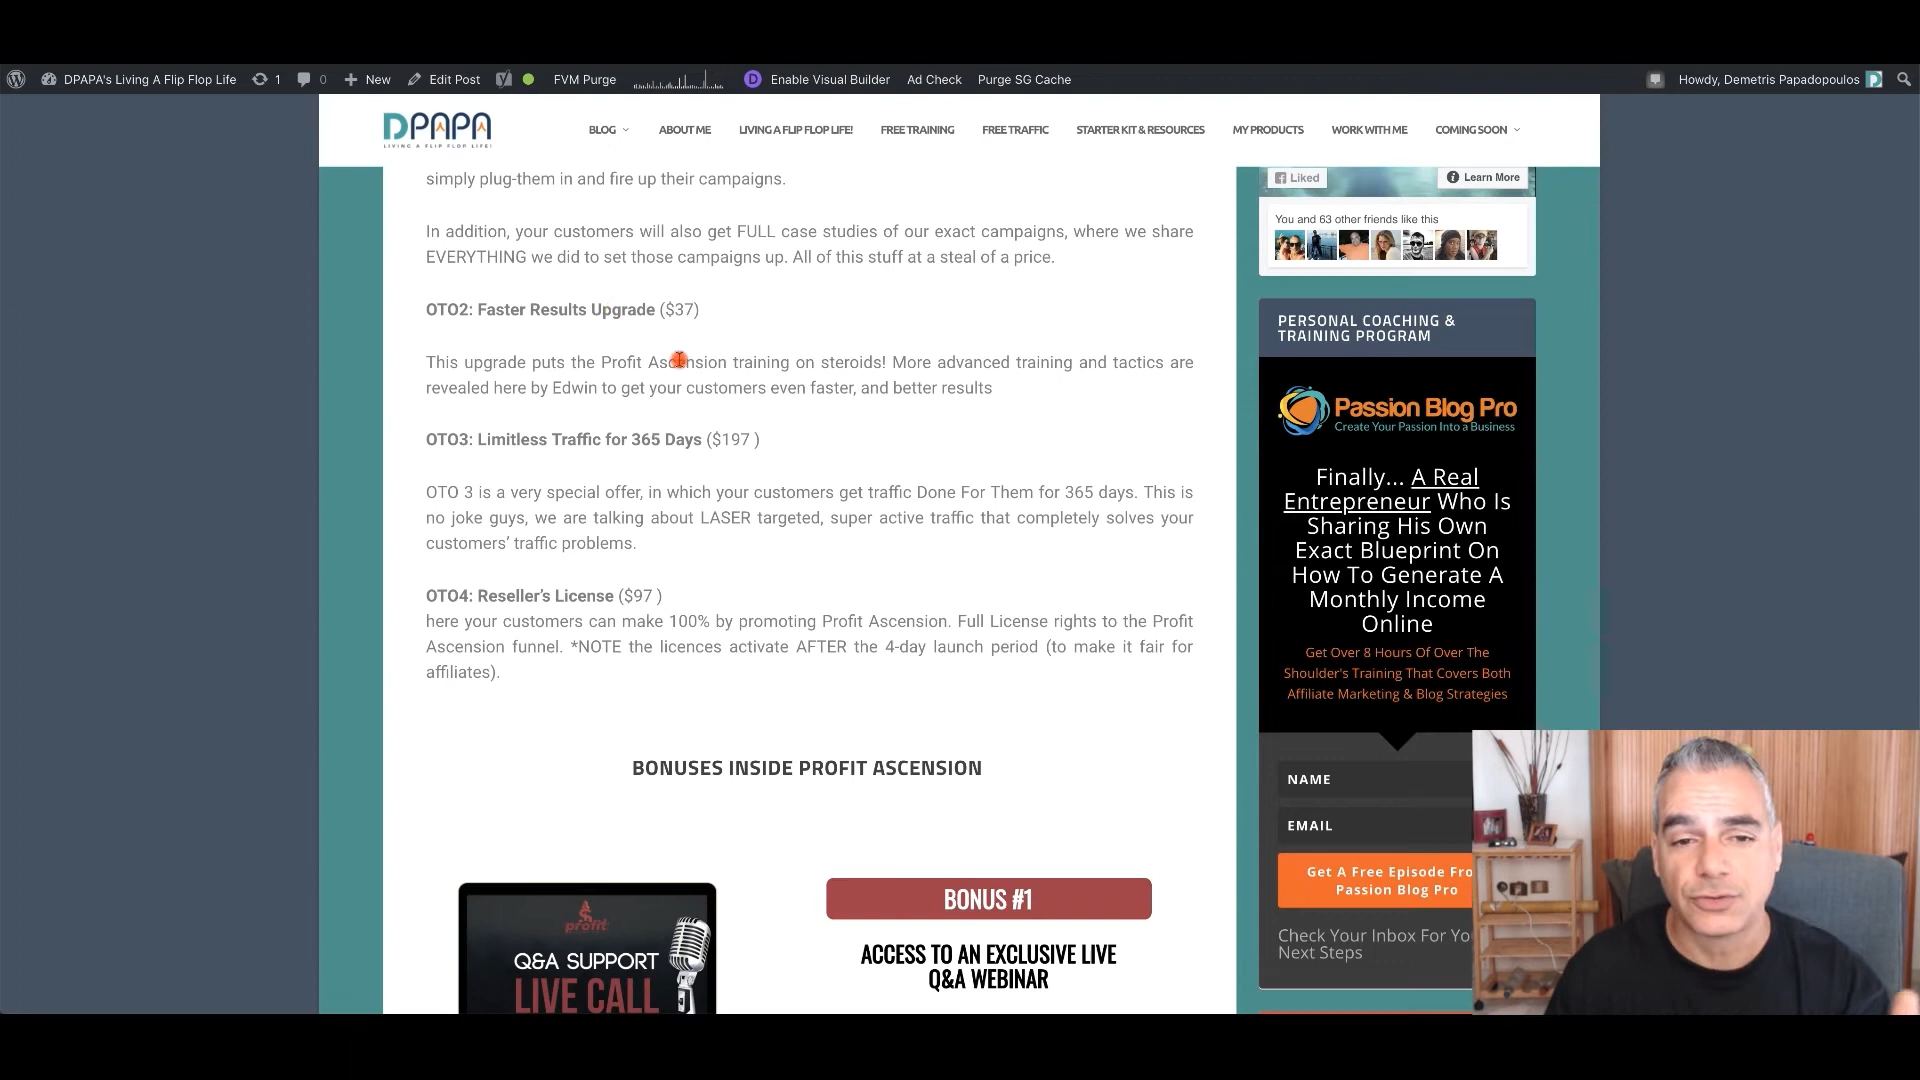 DPAPA's Living A Flip Flop Life 1 0 New Edit Post FVM Purge Enable Visual Builder Ad Check Purge SG Cache Howdy, Demetris Papadopoulos
DPAPA
LIVING A FLIP FLOP LIFE!
BLOG ABOUT ME LIVING A FLIP FLOP LIFE! FREE TRAINING FREE TRAFFIC STARTER KIT & RESOURCES MY PRODUCTS WORK WITH ME COMING SOON
simply plug-them in and fire up their campaigns.
In addition, your customers will also get FULL case studies of our exact campaigns, where we share
EVERYTHING we did to set those campaigns up. All of this stuff at a steal of a price.
OTO2: Faster Results Upgrade ($37)
This upgrade puts the Profit Ascension training on steroids! More advanced training and tactics are
revealed here by Edwin to get your customers even faster, and better results
OTO3: Limitless Traffic for 365 Days ($197 )
OTO 3 is a very special offer, in which your customers get traffic Done For Them for 365 days. This is
no joke guys, we are talking about LASER targeted, super active traffic that completely solves your
customers’ traffic problems.
OTO4: Reseller’s License ($97 )
here your customers can make 100% by promoting Profit Ascension. Full License rights to the Profit
Ascension funnel. *NOTE the licences activate AFTER the 4-day launch period (to make it fair for
affiliates).
BONUSES INSIDE PROFIT ASCENSION
profit
Q&A SUPPORT
LIVE CALL
BONUS #1
ACCESS TO AN EXCLUSIVE LIVE
Q&A WEBINAR
Liked Learn More
You and 63 other friends like this
PERSONAL COACHING &
TRAINING PROGRAM
Passion Blog Pro
Create Your Passion Into a Business
Finally... A Real
Entrepreneur Who Is
Sharing His Own
Exact Blueprint On
How To Generate A
Monthly Income
Online
Get Over 8 Hours Of Over The
Shoulder's Training That Covers Both
Affiliate Marketing & Blog Strategies
NAME
EMAIL
Get A Free Episode Fro
Passion Blog Pro
Check Your Inbox For Yo
Next Steps